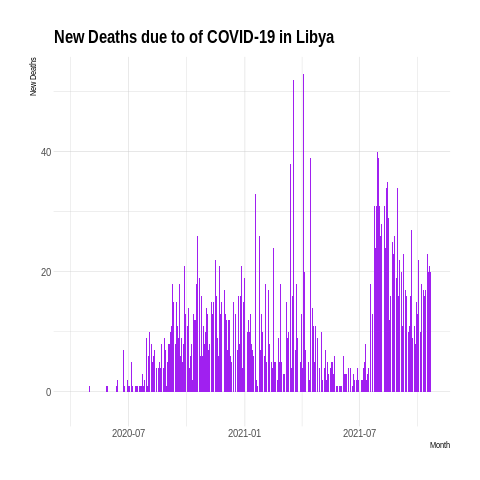 New Deaths due to of COVID-19 in Libya
New Deaths
40
20
0
2020-07
2021-01
2021-07
Month